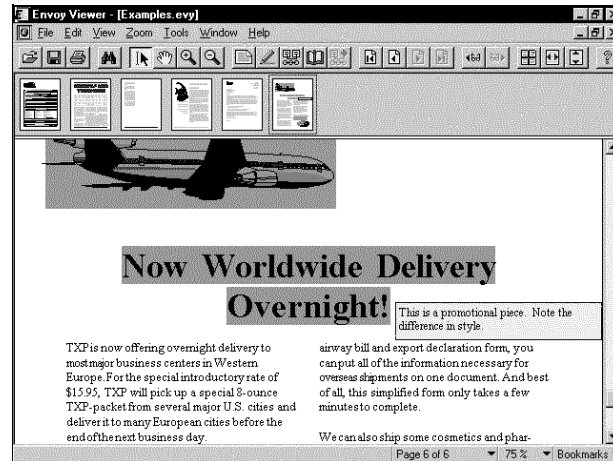 Envoy Viewer - [Examples.evy]
File Edit View Zoom Tools Window Help
Now Worldwide Delivery
Overnight!
This is a promotional piece. Note the
difference in style.
TXP is now offering overnight delivery to
most major business centers in Western
Europe. For the special introductory rate of
$15.95, TXP will pick up a special 8-ounce
TXP-packet from several major U.S. cities and
deliver it to many European cities before the
end of the next business day.
airway bill and export declaration form, you
can put all of the information necessary for
overseas shipments on one document. And best
of all, this simplified form only takes a few
minutes to complete.
We can also ship some cosmetics and phar-
Page 6 of 6 75 % Bookmarks